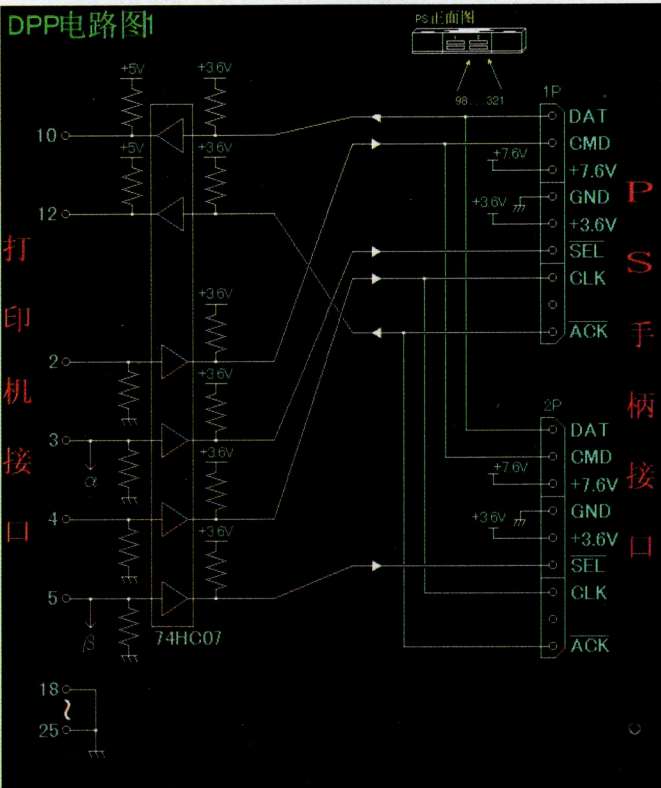 DPP电路图1
PS正面图
1 2
98...321
+5V
+3.6V
10
+5V
+3.6V
12
+3.6V
2
+3.6V
3
α
+3.6V
4
+3.6V
5
β
74HC07
18
~
25
打印机接口
1P
DAT
CMD
+7.6V
+7.6V
GND
+3.6V
+3.6V
SEL
CLK
ACK
2P
DAT
CMD
+7.6V
+7.6V
GND
+3.6V
+3.6V
SEL
CLK
ACK
PS手柄接口